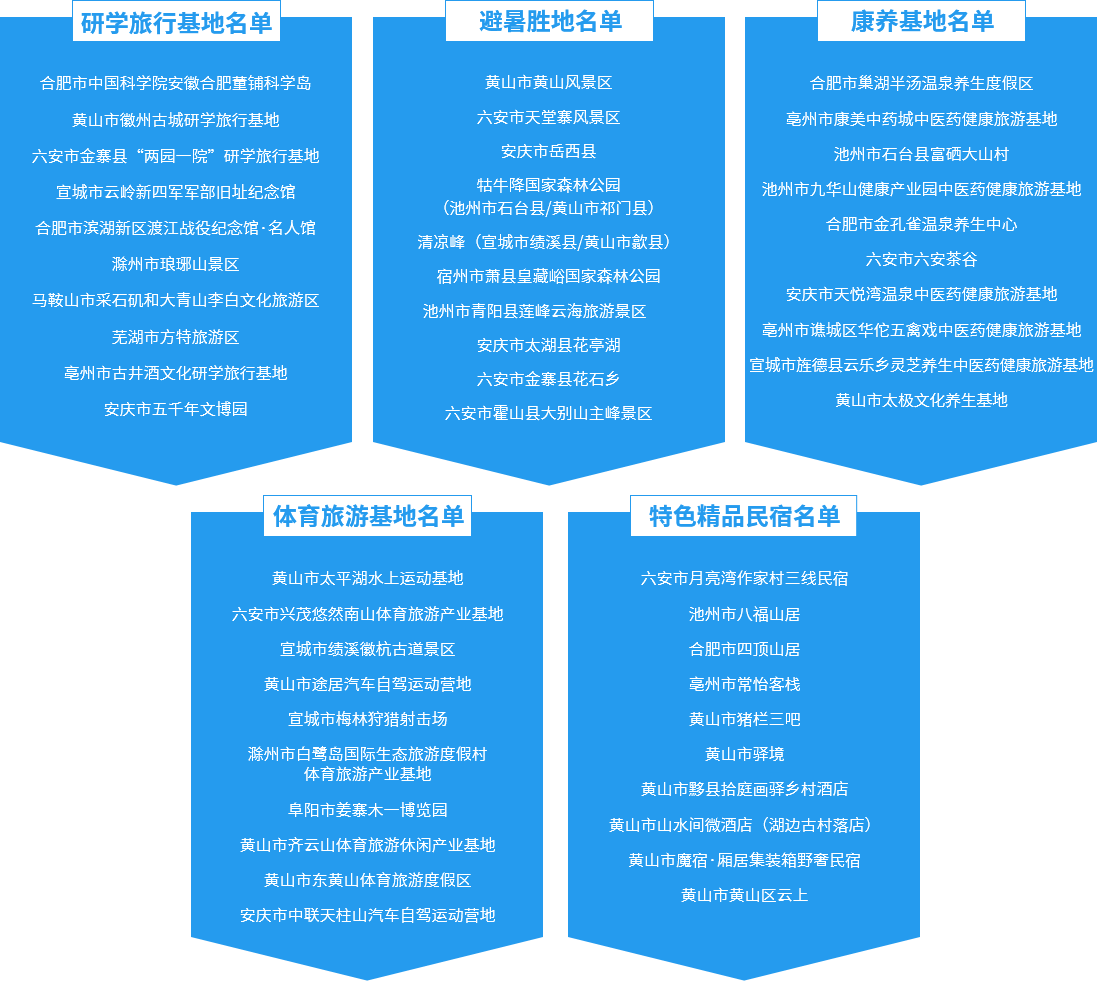 研学旅行基地名单
合肥市中国科学院安徽合肥董铺科学岛
黄山市徽州古城研学旅行基地
六安市金寨县“两园一院”研学旅行基地
宣城市云岭新四军军部旧址纪念馆
合肥市滨湖新区渡江战役纪念馆·名人馆
滁州市琅琊山景区
马鞍山市采石矶和大青山李白文化旅游区
芜湖市方特旅游区
亳州市古井酒文化研学旅行基地
安庆市五千年文博园
避暑胜地名单
黄山市黄山风景区
六安市天堂寨风景区
安庆市岳西县
牯牛降国家森林公园
（池州市石台县/黄山市祁门县）
清凉峰（宣城市绩溪县/黄山市歙县）
宿州市萧县皇藏峪国家森林公园
池州市青阳县莲峰云海旅游景区
安庆市太湖县花亭湖
六安市金寨县花石乡
六安市霍山县大别山主峰景区
康养基地名单
合肥市巢湖半汤温泉养生度假区
亳州市康美中药城中医药健康旅游基地
池州市石台县富硒大山村
池州市九华山健康产业园中医药健康旅游基地
合肥市金孔雀温泉养生中心
六安市六安茶谷
安庆市天悦湾温泉中医药健康旅游基地
亳州市谯城区华佗五禽戏中医药健康旅游基地
宣城市旌德县云乐乡灵芝养生中医药健康旅游基地
黄山市太极文化养生基地
体育旅游基地名单
黄山市太平湖水上运动基地
六安市兴茂悠然南山体育旅游产业基地
宣城市绩溪徽杭古道景区
黄山市途居汽车自驾运动营地
宣城市梅林狩猎射击场
滁州市白鹭岛国际生态旅游度假村
体育旅游产业基地
阜阳市姜寨木一博览园
黄山市齐云山体育旅游休闲产业基地
黄山市东黄山体育旅游度假区
安庆市中联天柱山汽车自驾运动营地
特色精品民宿名单
六安市月亮湾作家村三线民宿
池州市八福山居
合肥市四顶山居
亳州市常怡客栈
黄山市猪栏三吧
黄山市驿境
黄山市黟县拾庭画驿乡村酒店
黄山市山水间微酒店（湖边古村落店）
黄山市魔宿·厢居集装箱野奢民宿
黄山市黄山区云上